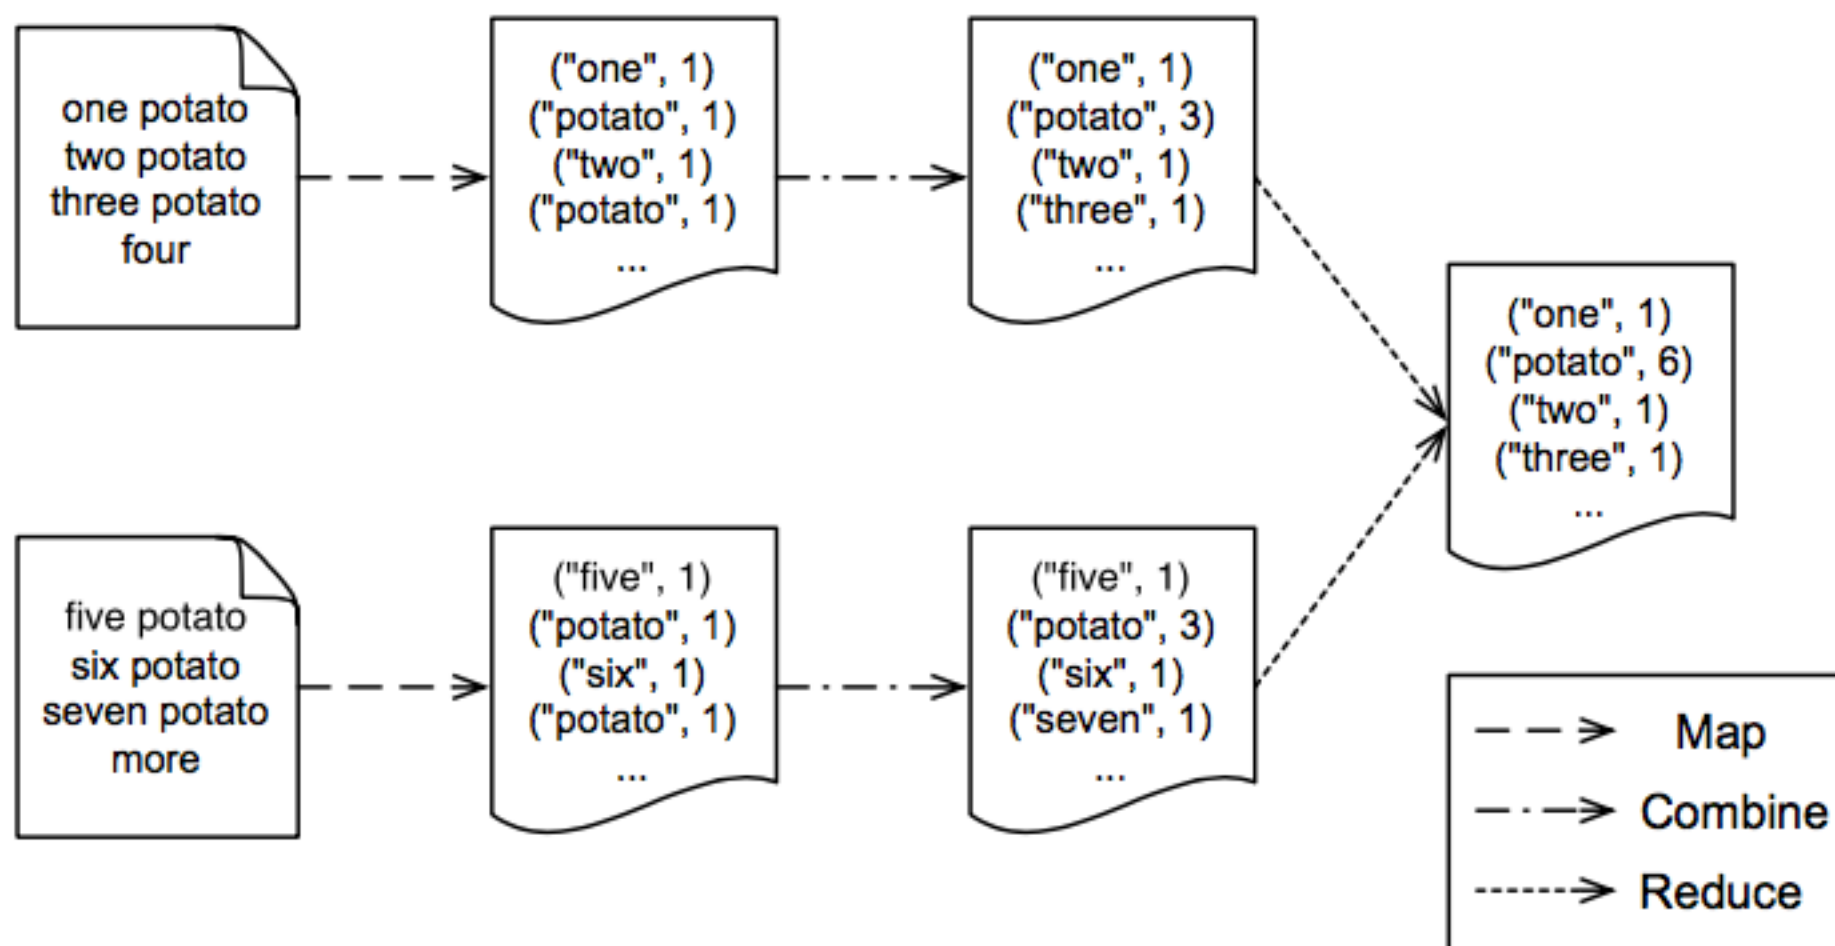 one potato
two potato
three potato
four
("one", 1)
("potato", 1)
("two", 1)
("potato", 1)
...
("one", 1)
("potato", 3)
("two", 1)
("three", 1)
...
("one", 1)
("potato", 6)
("two", 1)
("three", 1)
...
five potato
six potato
seven potato
more
("five", 1)
("potato", 1)
("six", 1)
("potato", 1)
...
("five", 1)
("potato", 3)
("six", 1)
("seven", 1)
...
Map
Combine
Reduce